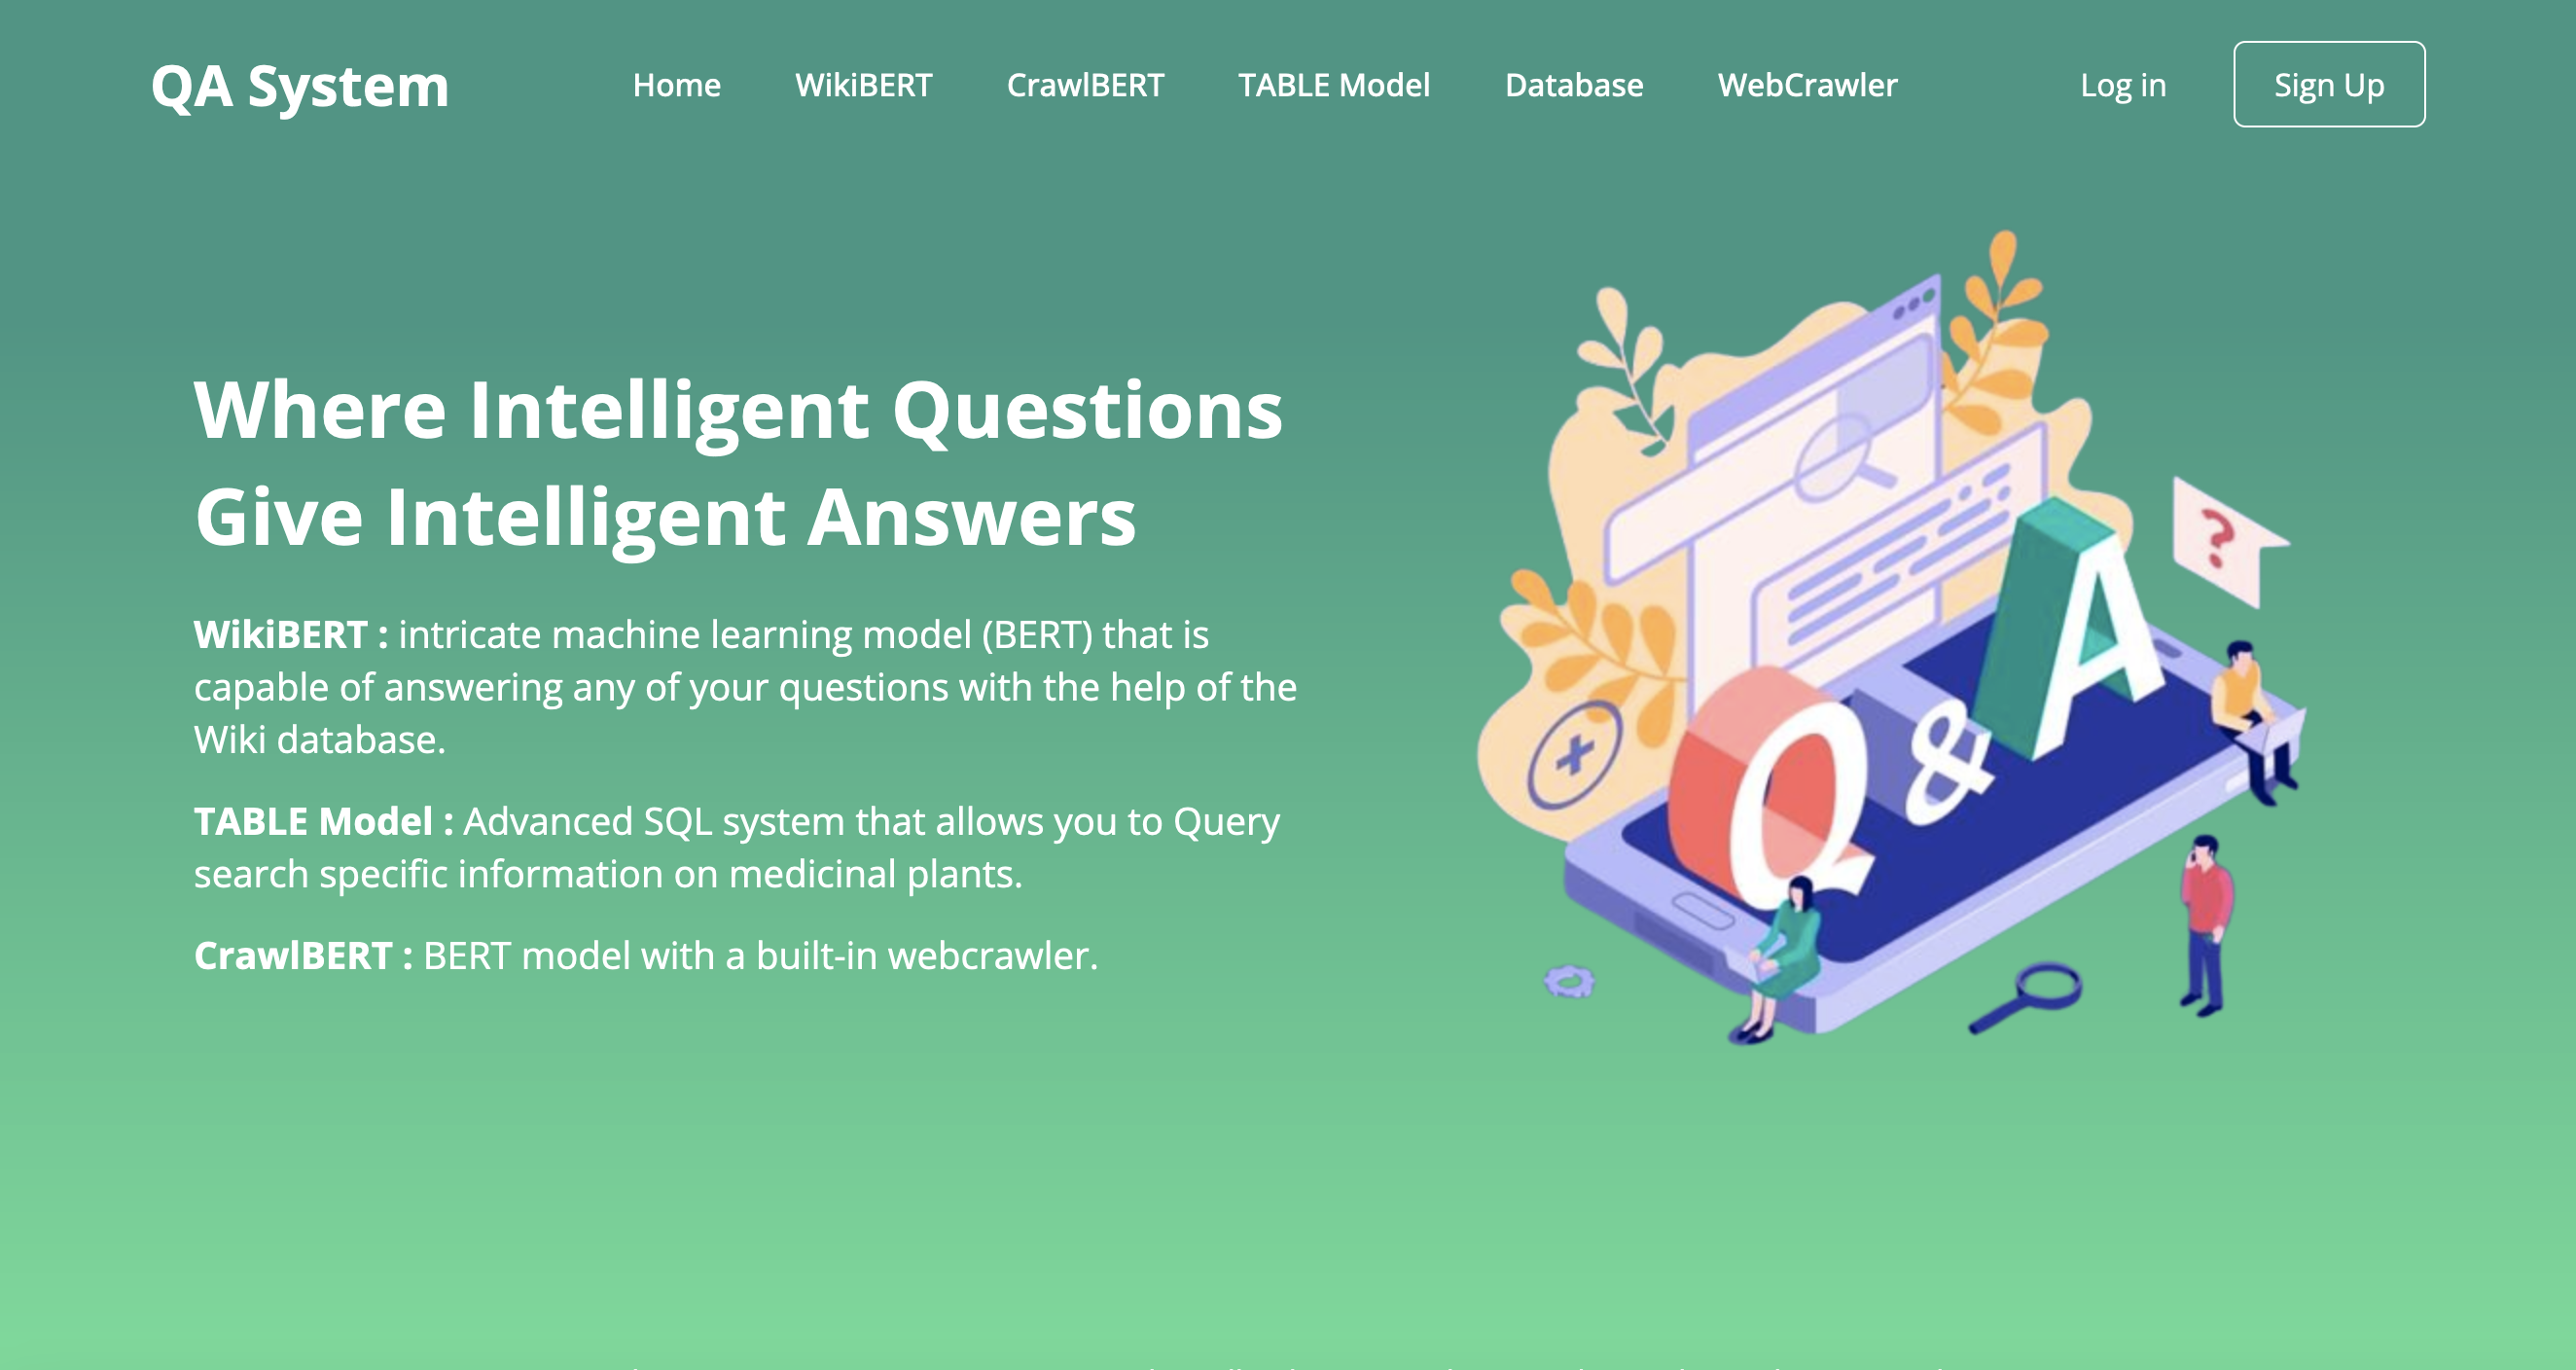 QA System
Home WikiBERT CrawlBERT TABLE Model Database WebCrawler Log in Sign Up
Where Intelligent Questions
Give Intelligent Answers
WikiBERT : intricate machine learning model (BERT) that is
capable of answering any of your questions with the help of the
Wiki database.
TABLE Model : Advanced SQL system that allows you to Query
search specific information on medicinal plants.
CrawlBERT : BERT model with a built-in webcrawler.
Q & A
?